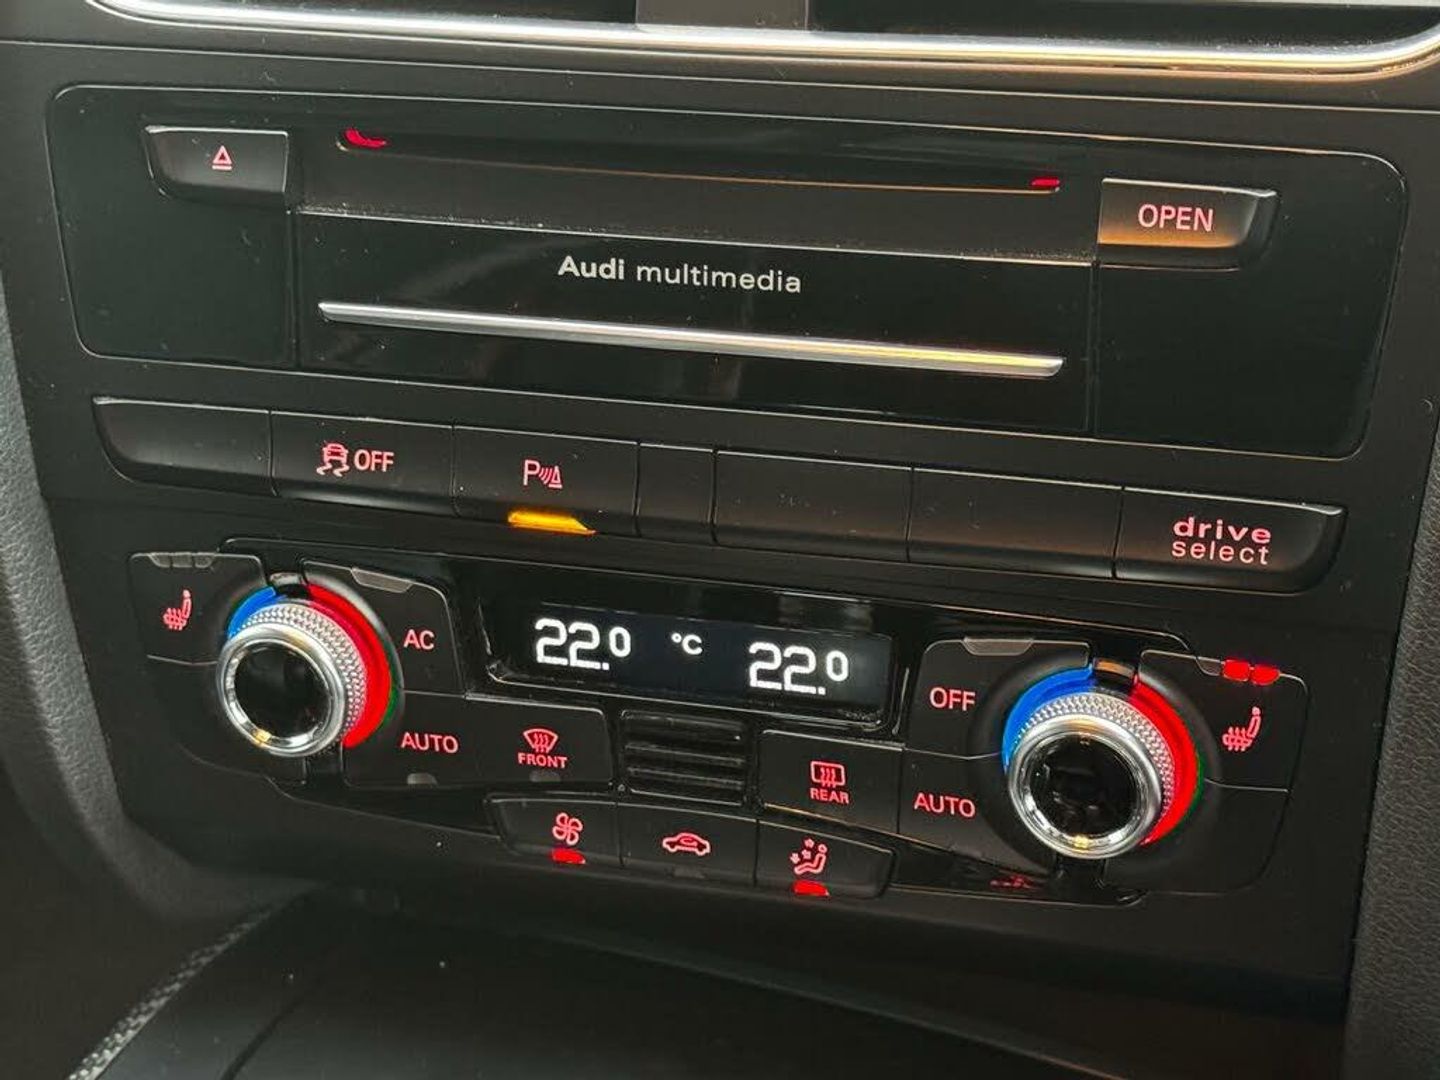 OPEN
Audi multimedia
OFF
P
drive
select
AC
22.0 °C 22.0
OFF
AUTO
FRONT
REAR
AUTO